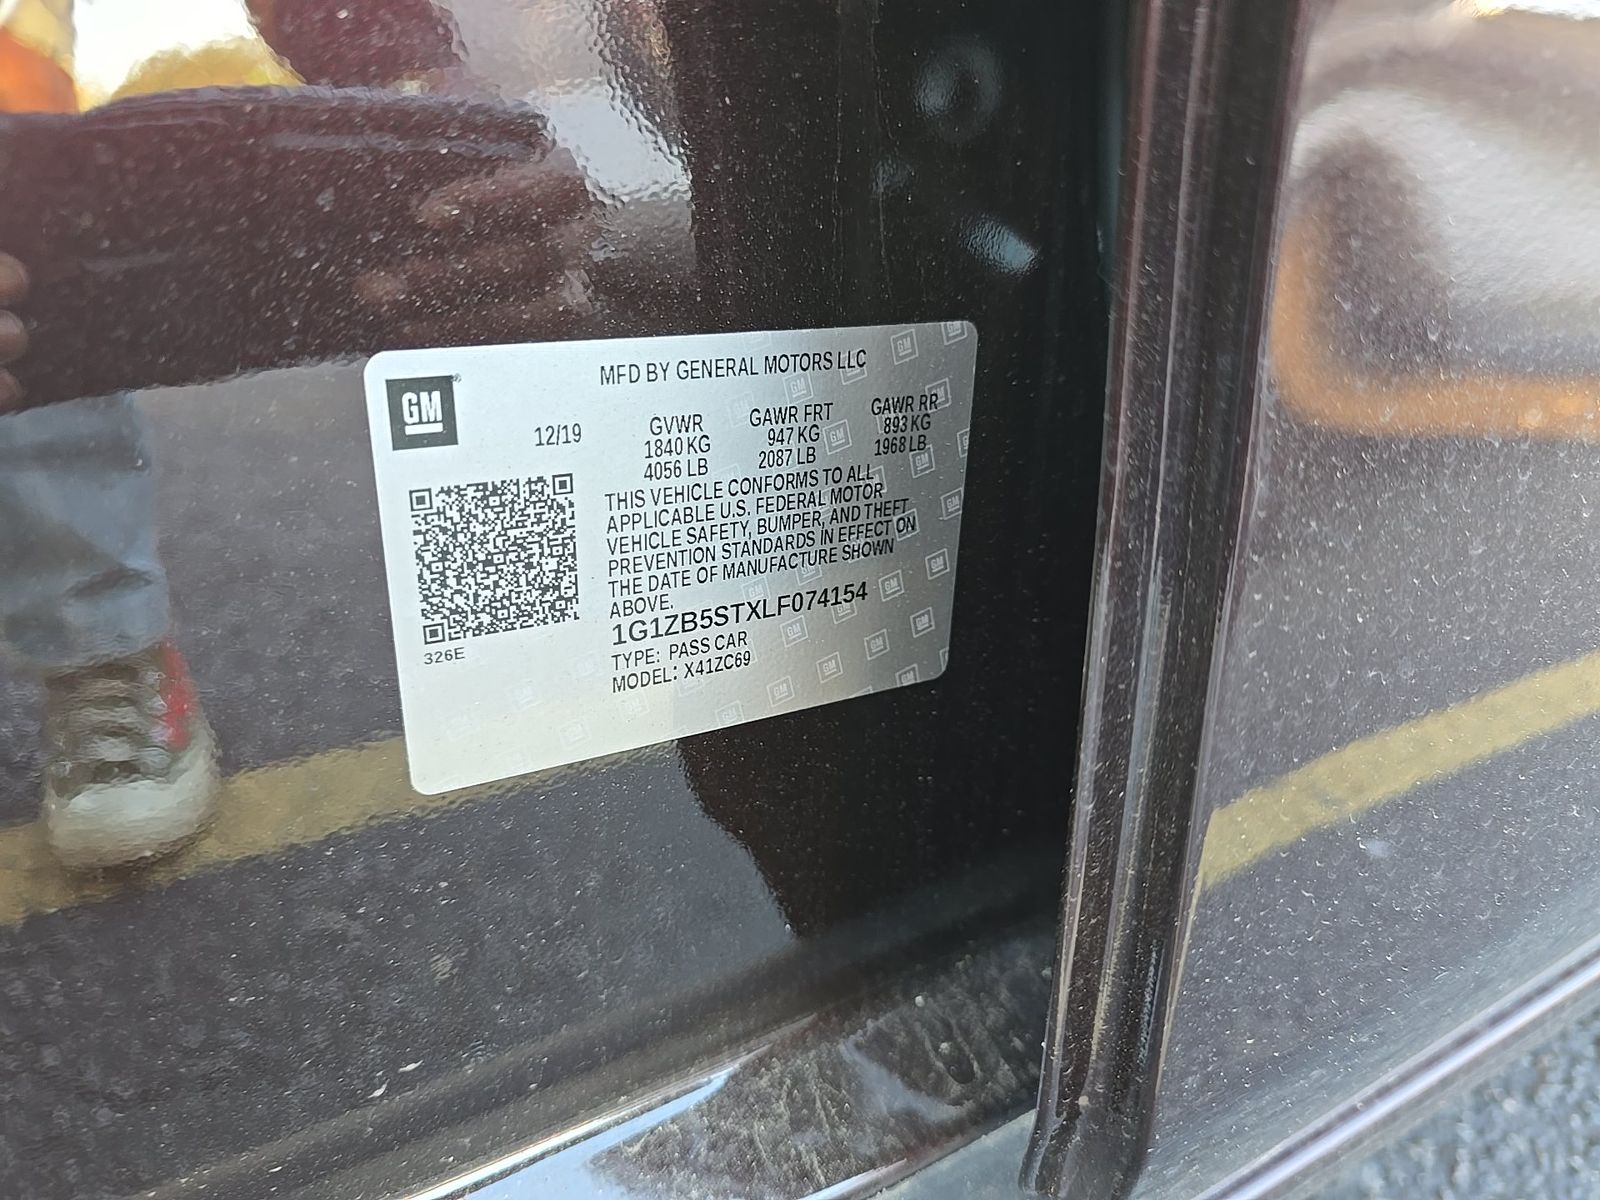 MFD BY GENERAL MOTORS LLC
GM
12/19
GVWR
1840 KG
4056 LB
GAWR FRT
947 KG
2087 LB
GAWR RR
893 KG
1968 LB
THIS VEHICLE CONFORMS TO ALL
APPLICABLE U.S. FEDERAL MOTOR
VEHICLE SAFETY, BUMPER, AND THEFT
PREVENTION STANDARDS IN EFFECT ON
THE DATE OF MANUFACTURE SHOWN
ABOVE.
1G1ZB5STXLF074154
TYPE: PASS CAR
MODEL: X41ZC69
326E